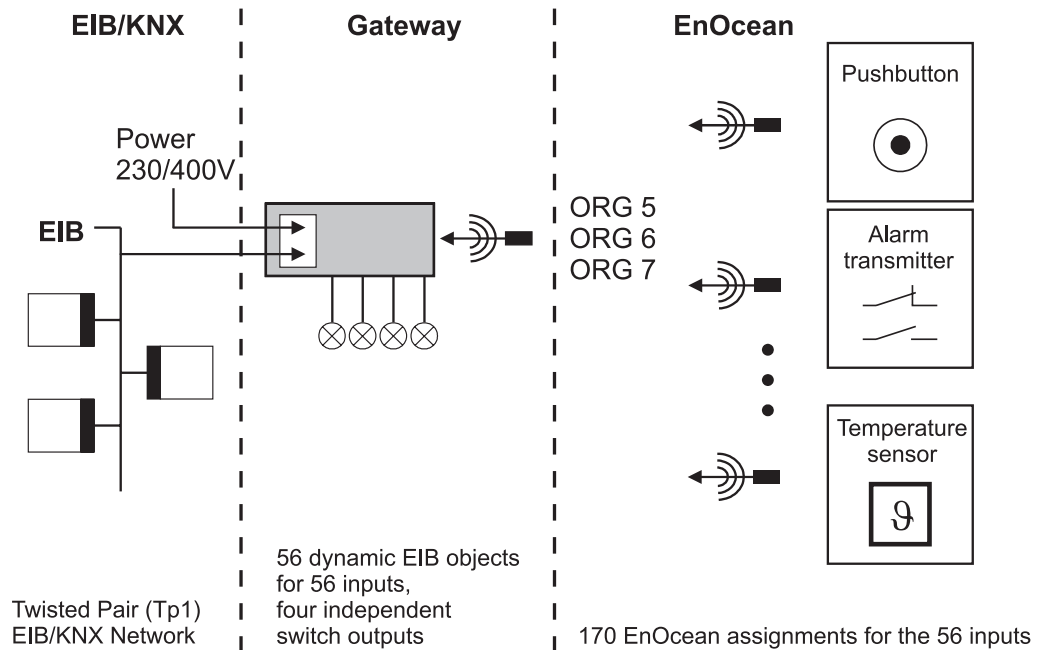 EIB/KNX
Gateway
EnOcean
Power
230/400V
EIB
ORG 5
ORG 6
ORG 7
Pushbutton
Alarm
transmitter
Temperature
sensor
ϑ
Twisted Pair (Tp1)
EIB/KNX Network
56 dynamic EIB objects
for 56 inputs,
four independent
switch outputs
170 EnOcean assignments for the 56 inputs